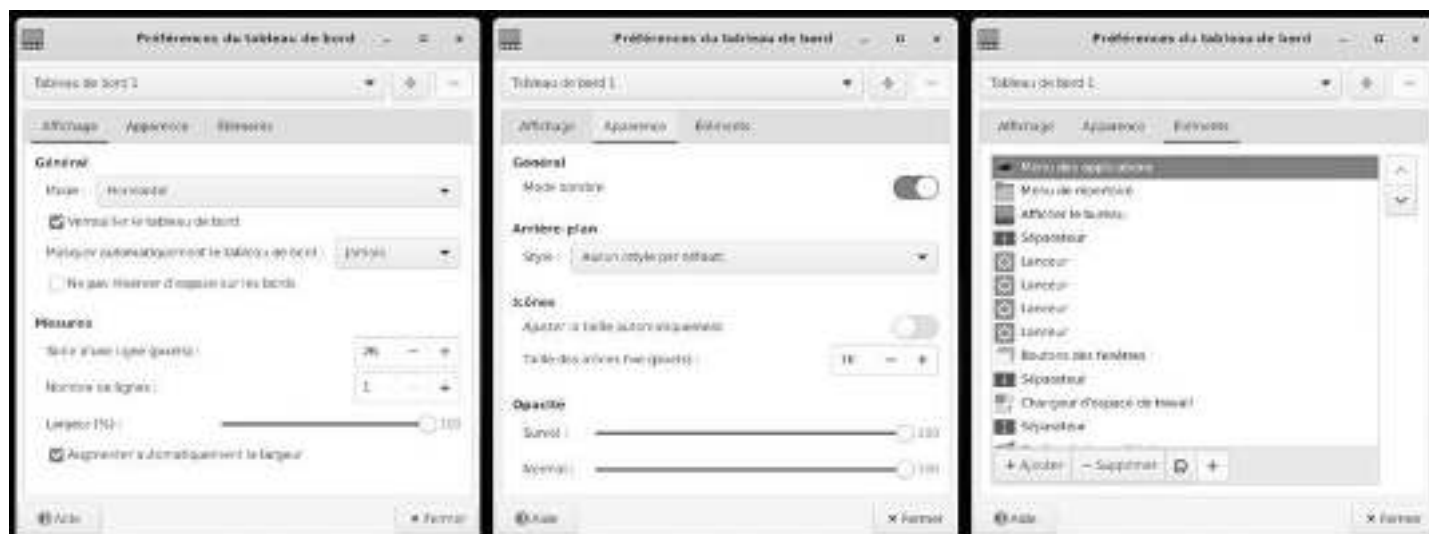 Préférences du tableau de bord
Tableau de bord 1
Affichage Apparence Éléments
Général
Mode : Horizontal
Verrouiller le tableau de bord
Masquer automatiquement le tableau de bord : Jamais
Ne pas réserver d'espace sur les bords
Mesures
Taille d'une ligne (pixels) : 26
Nombre de lignes : 1
Largeur (%) : 100
Augmenter automatiquement la largeur
Aide Fermer
Préférences du tableau de bord
Tableau de bord 1
Affichage Apparence Éléments
Général
Mode sombre
Arrière-plan
Style : Aucun (style par défaut)
Icônes
Ajuster la taille automatiquement
Taille des icônes fixe (pixels) : 16
Opacité
Survol : 100
Normal : 100
Aide Fermer
Préférences du tableau de bord
Tableau de bord 1
Affichage Apparence Éléments
Menu des applications
Menu de répertoire
Afficher le bureau
Séparateur
Lanceur
Lanceur
Lanceur
Lanceur
Boutons des fenêtres
Séparateur
Changeur d'espace de travail
Séparateur
Ajouter Supprimer
Aide Fermer